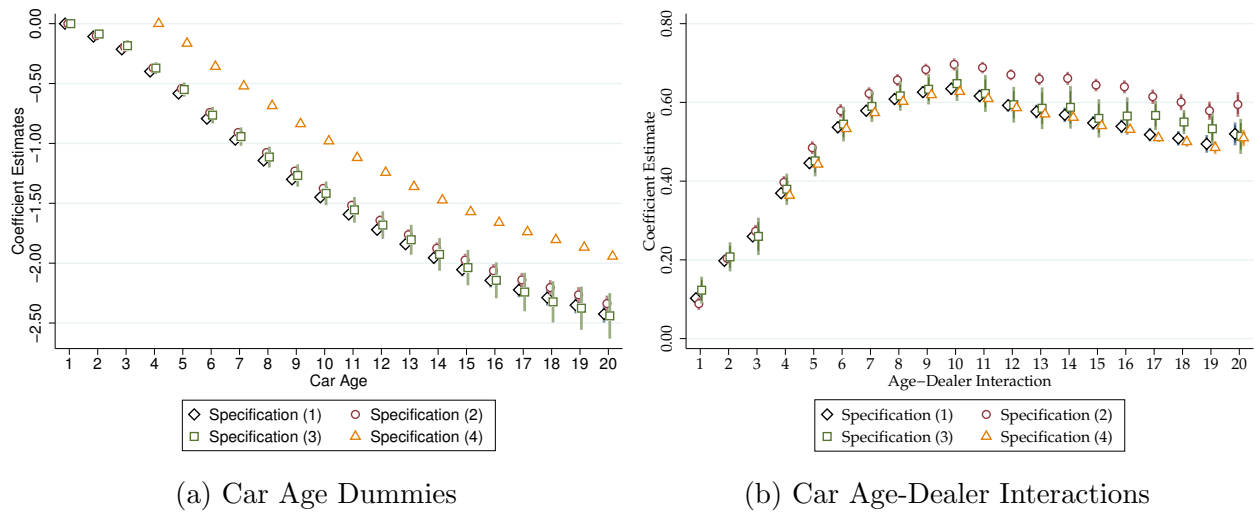 0.00
−0.50
−1.00
−1.50
−2.00
−2.50
Coefficient Estimates
1 2 3 4 5 6 7 8 9 10 11 12 13 14 15 16 17 18 19 20
Car Age
Specification (1) Specification (2)
Specification (3) Specification (4)
(a) Car Age Dummies
0.80
0.60
0.40
0.20
0.00
Coefficient Estimate
1 2 3 4 5 6 7 8 9 10 11 12 13 14 15 16 17 18 19 20
Age−Dealer Interaction
Specification (1) Specification (2)
Specification (3) Specification (4)
(b) Car Age-Dealer Interactions